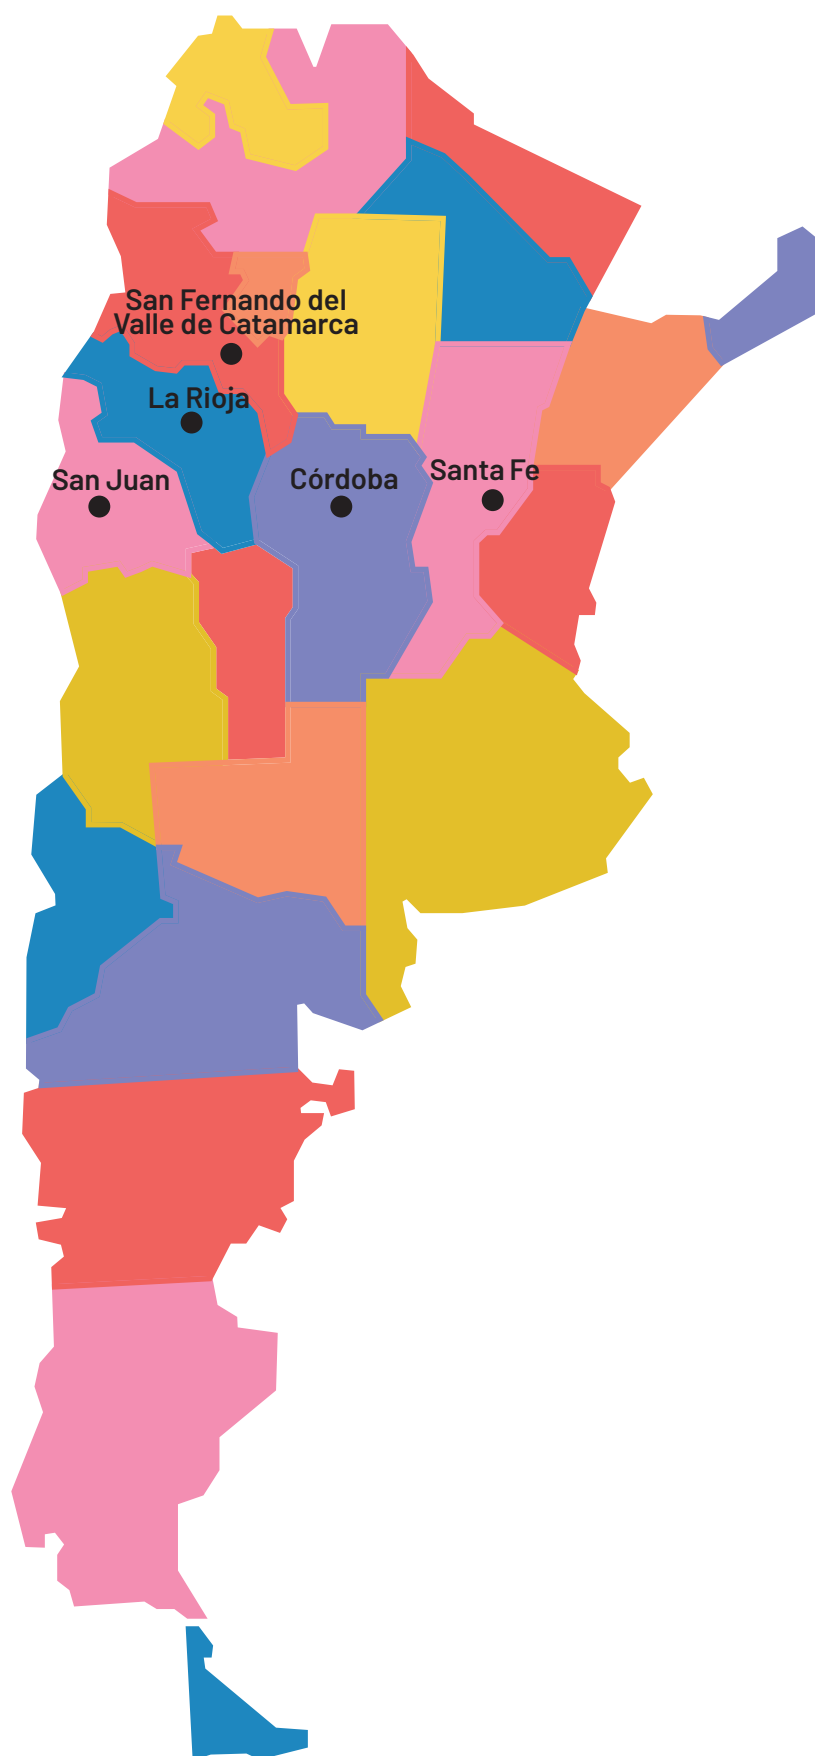 San Fernando del
Valle de Catamarca
La Rioja
San Juan
Córdoba
Santa Fe